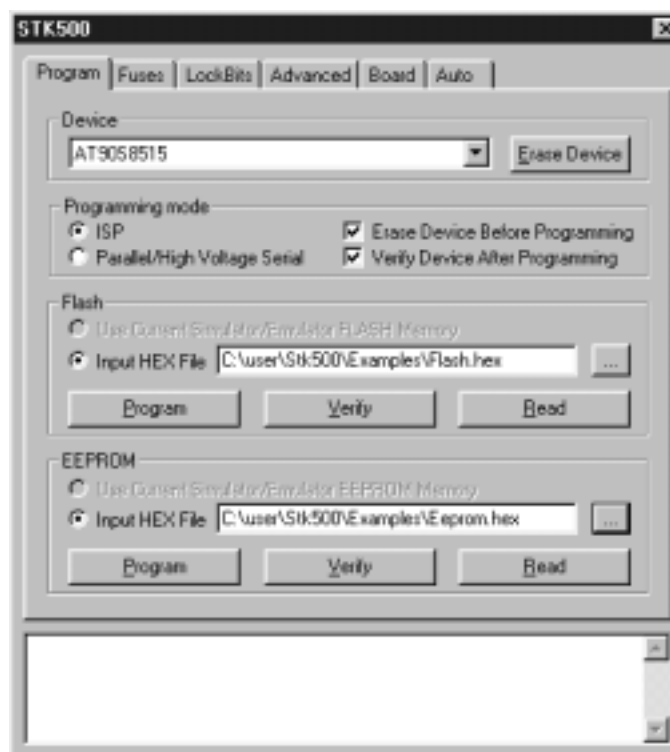 STK500
Program Fuses LockBits Advanced Board Auto
Device
AT90S8515 Erase Device
Programming mode
ISP Erase Device Before Programming
Parallel/High Voltage Serial Verify Device After Programming
Flash
Use Current Simulator/Emulator FLASH Memory
Input HEX File C:\user\Stk500\Examples\Flash.hex ...
Program Verify Read
EEPROM
Use Current Simulator/Emulator EEPROM Memory
Input HEX File C:\user\Stk500\Examples\Eeprom.hex ...
Program Verify Read